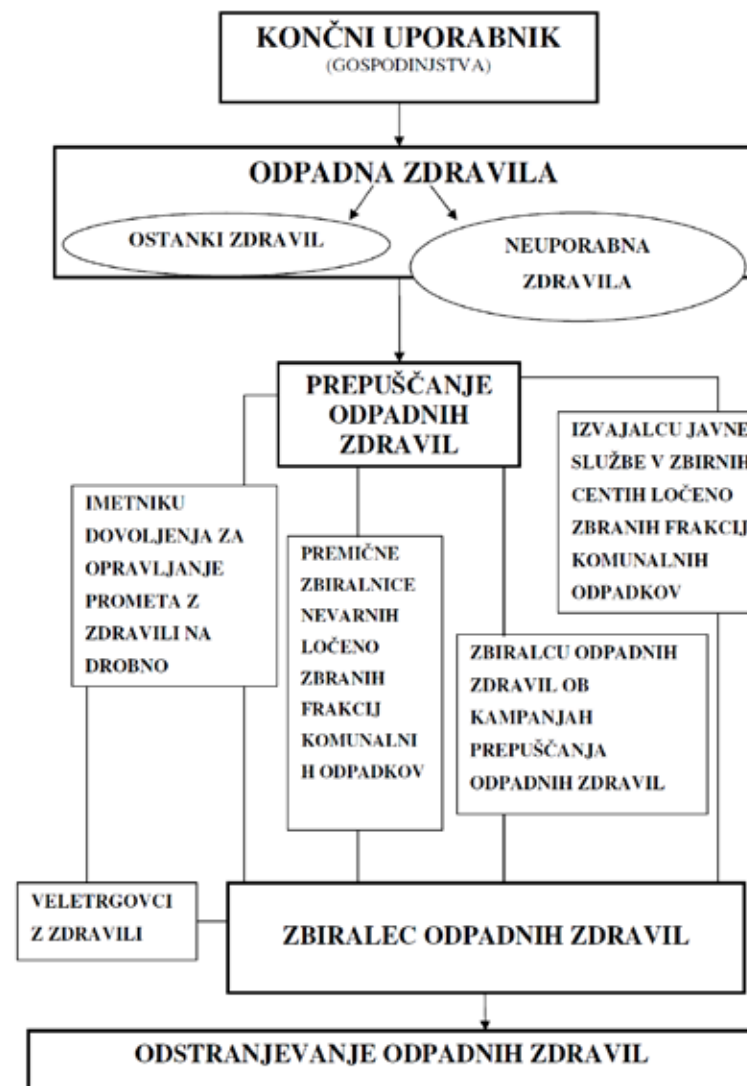 KONČNI UPORABNIK
(GOSPODINJSTVA)
ODPADNA ZDRAVILA
OSTANKI ZDRAVIL
NEUPORABNA
ZDRAVILA
PREPUŠČANJE
ODPADNIH
ZDRAVIL
IMETNIKU
DOVOLJENJA ZA
OPRAVLJANJE
PROMETA Z
ZDRAVILI NA
DROBNO
PREMIČNE
ZBIRALNICE
NEVARNIH
LOČENO
ZBRANIH
FRAKCIJ
KOMUNALNI
H ODPADKOV
ZBIRALCU ODPADNIH
ZDRAVIL OB
KAMPANJAH
PREPUŠČANJA
ODPADNIH ZDRAVIL
IZVAJALCU JAVNE
SLUŽBE V ZBIRNIH
CENTIH LOČENO
ZBRANIH FRAKCIJ
KOMUNALNIH
ODPADKOV
VELETRGOVCI
Z ZDRAVILI
ZBIRALEC ODPADNIH ZDRAVIL
ODSTRANJEVANJE ODPADNIH ZDRAVIL